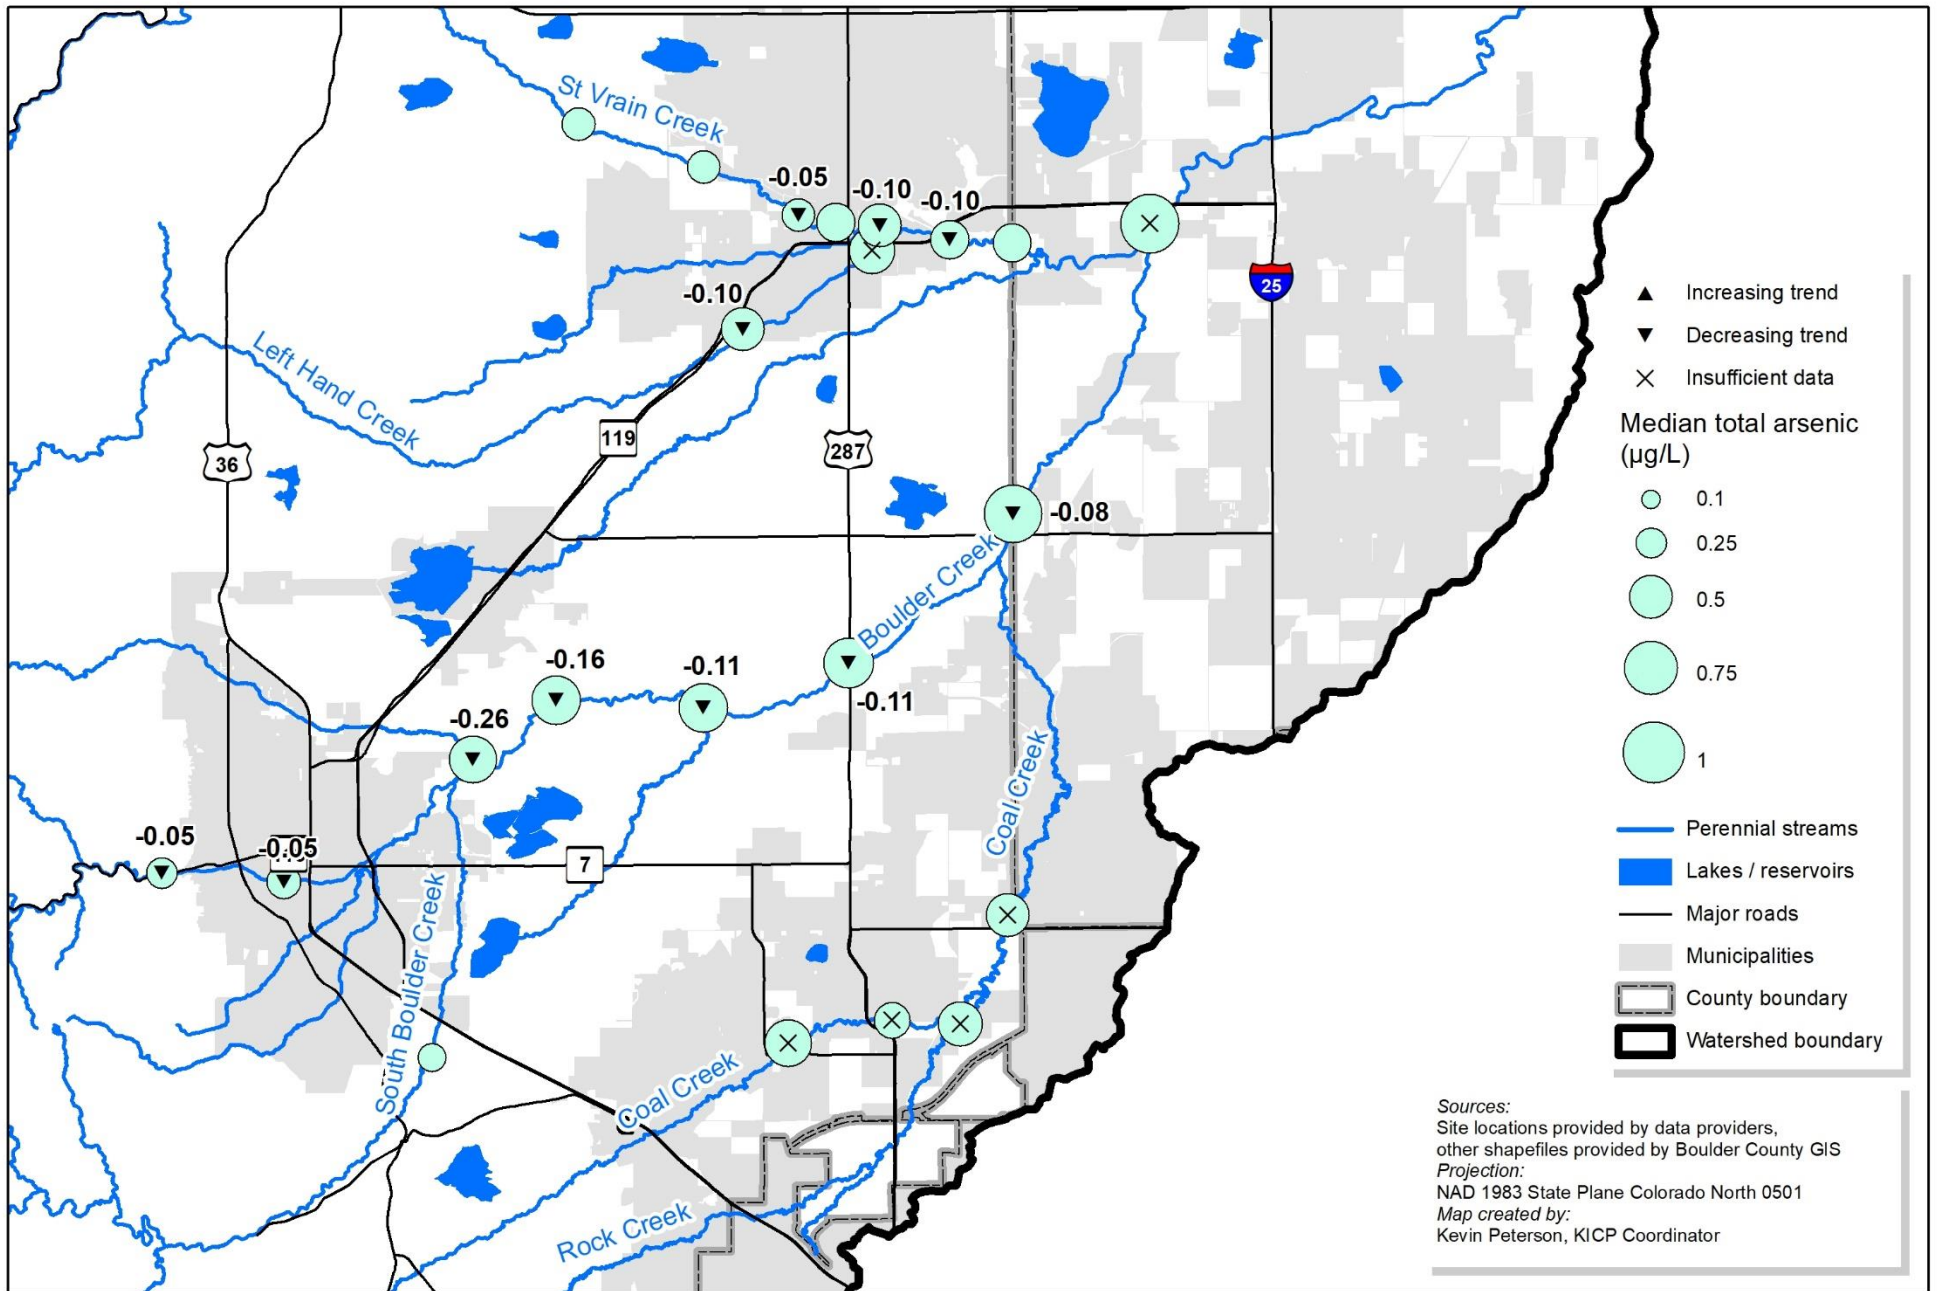 St Vrain Creek
-0.05
-0.10
-0.10
-0.10
25
Left Hand Creek
119
36
287
-0.08
Boulder Creek
-0.16
-0.11
-0.26
-0.11
Coal Creek
-0.05
-0.05
7
South Boulder Creek
Coal Creek
Rock Creek
Increasing trend
Decreasing trend
Insufficient data
Median total arsenic
(µg/L)
0.1
0.25
0.5
0.75
1
Perennial streams
Lakes / reservoirs
Major roads
Municipalities
County boundary
Watershed boundary
Sources:
Site locations provided by data providers,
other shapefiles provided by Boulder County GIS
Projection:
NAD 1983 State Plane Colorado North 0501
Map created by:
Kevin Peterson, KICP Coordinator